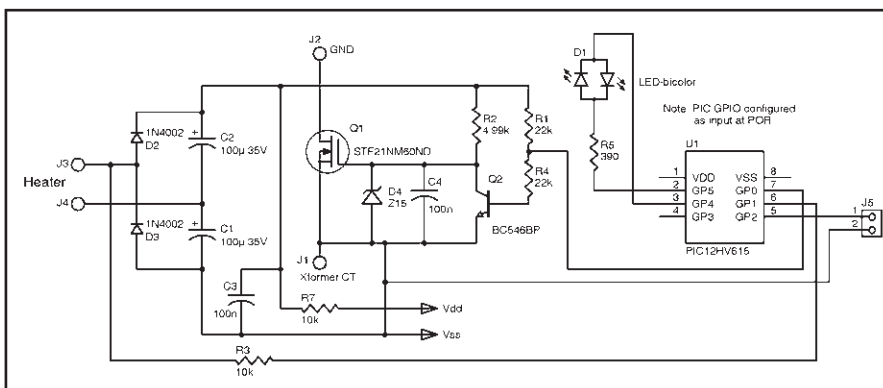 J2
GND
D1
LED-bicolor
Note PIC GPIO configured
as input at POR
1N4002
D2
C2
100µ 35V
Q1
STF21NM60ND
R2
4.99k
R1
22k
R5
390
U1
J3
Heater
J4
D4
Z15
C4
100n
Q2
R4
22k
BC546BP
1 VDD VSS 8
2 GP5 GP0 7
3 GP4 GP1 6
4 GP3 GP2 5
PIC12HV615
J5
1
2
1N4002
D3
C1
100µ 35V
J1
Xformer CT
C3
100n
R7
10k
Vdd
Vss
R3
10k